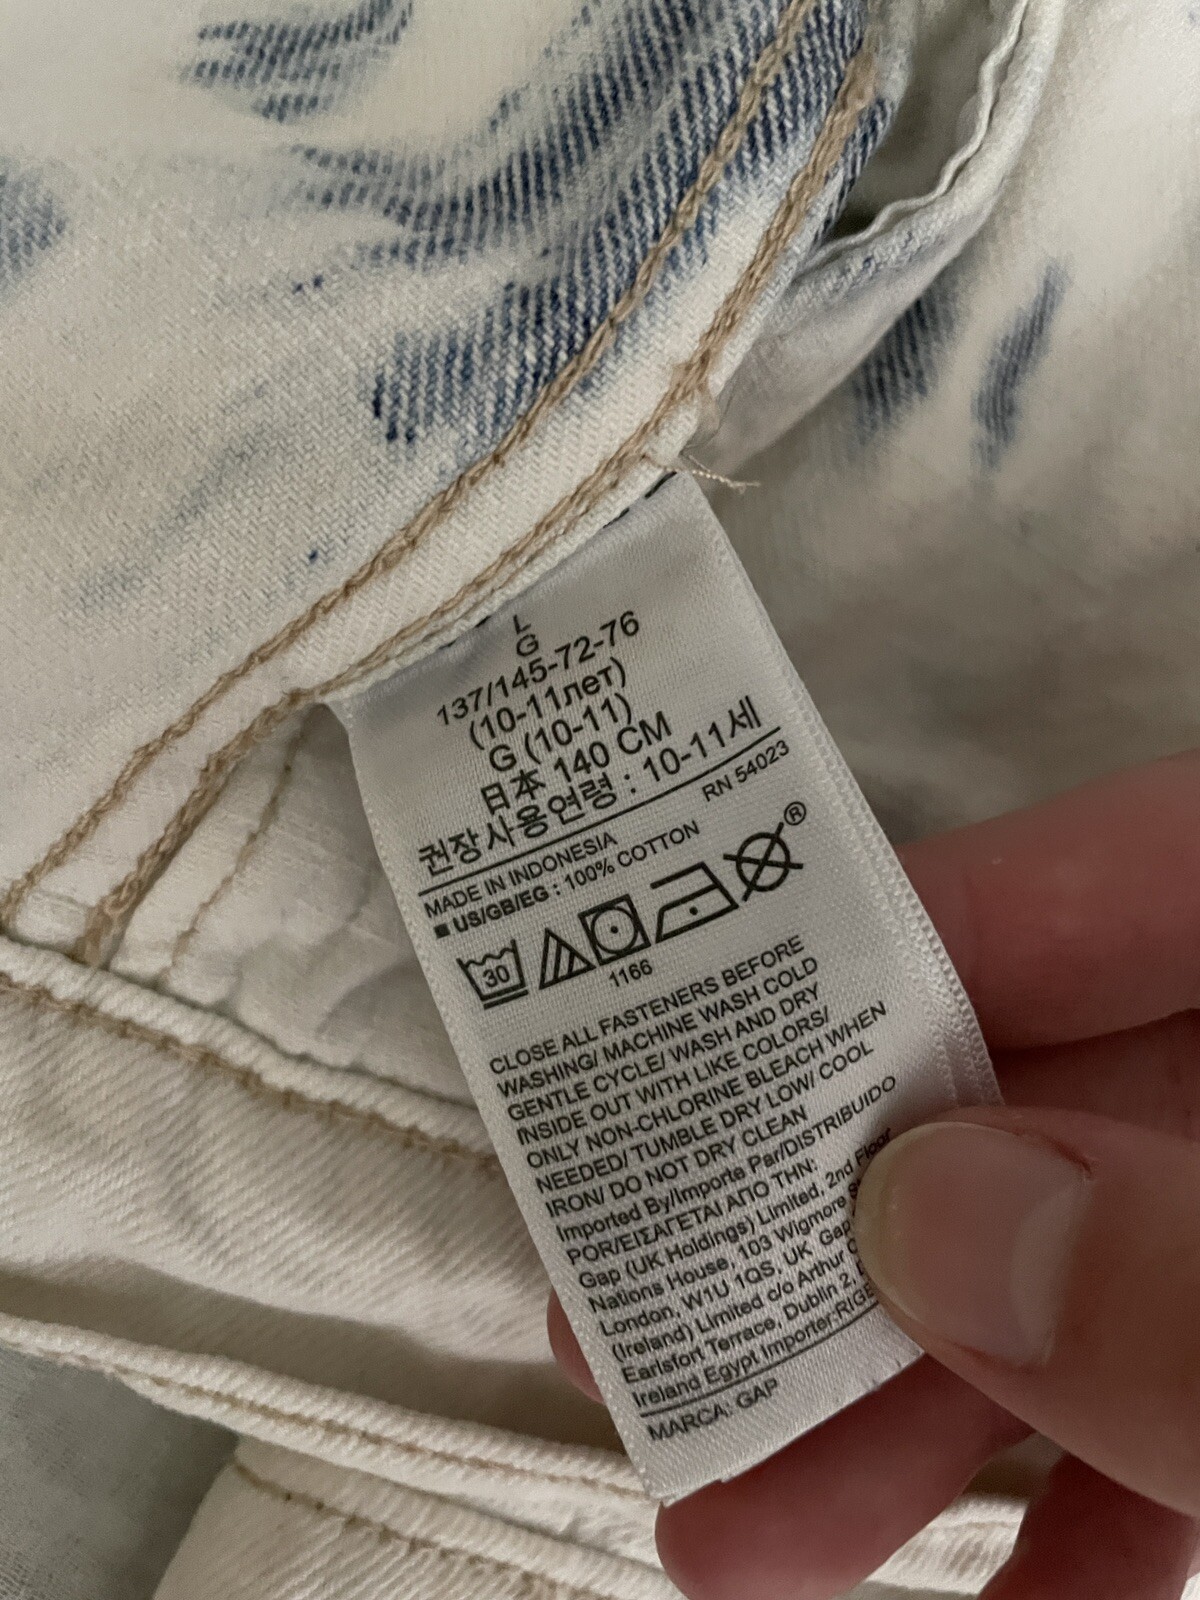 L
G
137/145-72-76
(10-11лет)
G (10-11)
日本 140 CM
권장사용연령 : 10-11세
RN 54023
MADE IN INDONESIA
■ US/GB/EG : 100% COTTON
30
®
1166
CLOSE ALL FASTENERS BEFORE
WASHING/ MACHINE WASH COLD
GENTLE CYCLE/ WASH AND DRY
INSIDE OUT WITH LIKE COLORS/
ONLY NON-CHLORINE BLEACH WHEN
NEEDED/ TUMBLE DRY LOW/ COOL
IRON/ DO NOT DRY CLEAN
Imported By/Importe Par/DISTRIBUIDO
POR/ΕΙΣΑΓΕΤΑΙ ΑΠΟ ΤΗΝ:
Gap (UK Holdings) Limited, 2nd Floor
Nations House, 103 Wigmore
London, W1U 1QS, UK, Gap
(Ireland) Limited c/o Arthur
Earlsfort Terrace, Dublin 2,
Ireland Egypt Importer:RIGE
MARCA: GAP